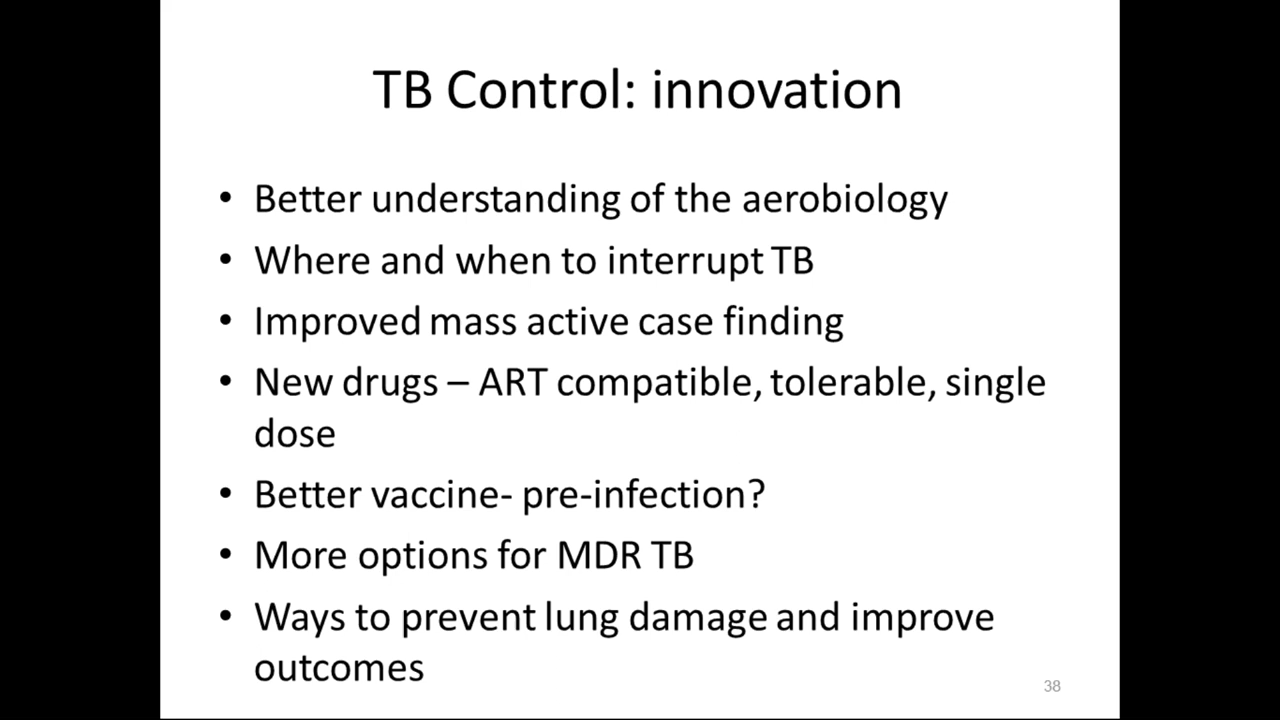 TB Control: innovation
• Better understanding of the aerobiology
• Where and when to interrupt TB
• Improved mass active case finding
• New drugs – ART compatible, tolerable, single
dose
• Better vaccine- pre-infection?
• More options for MDR TB
• Ways to prevent lung damage and improve
outcomes
38